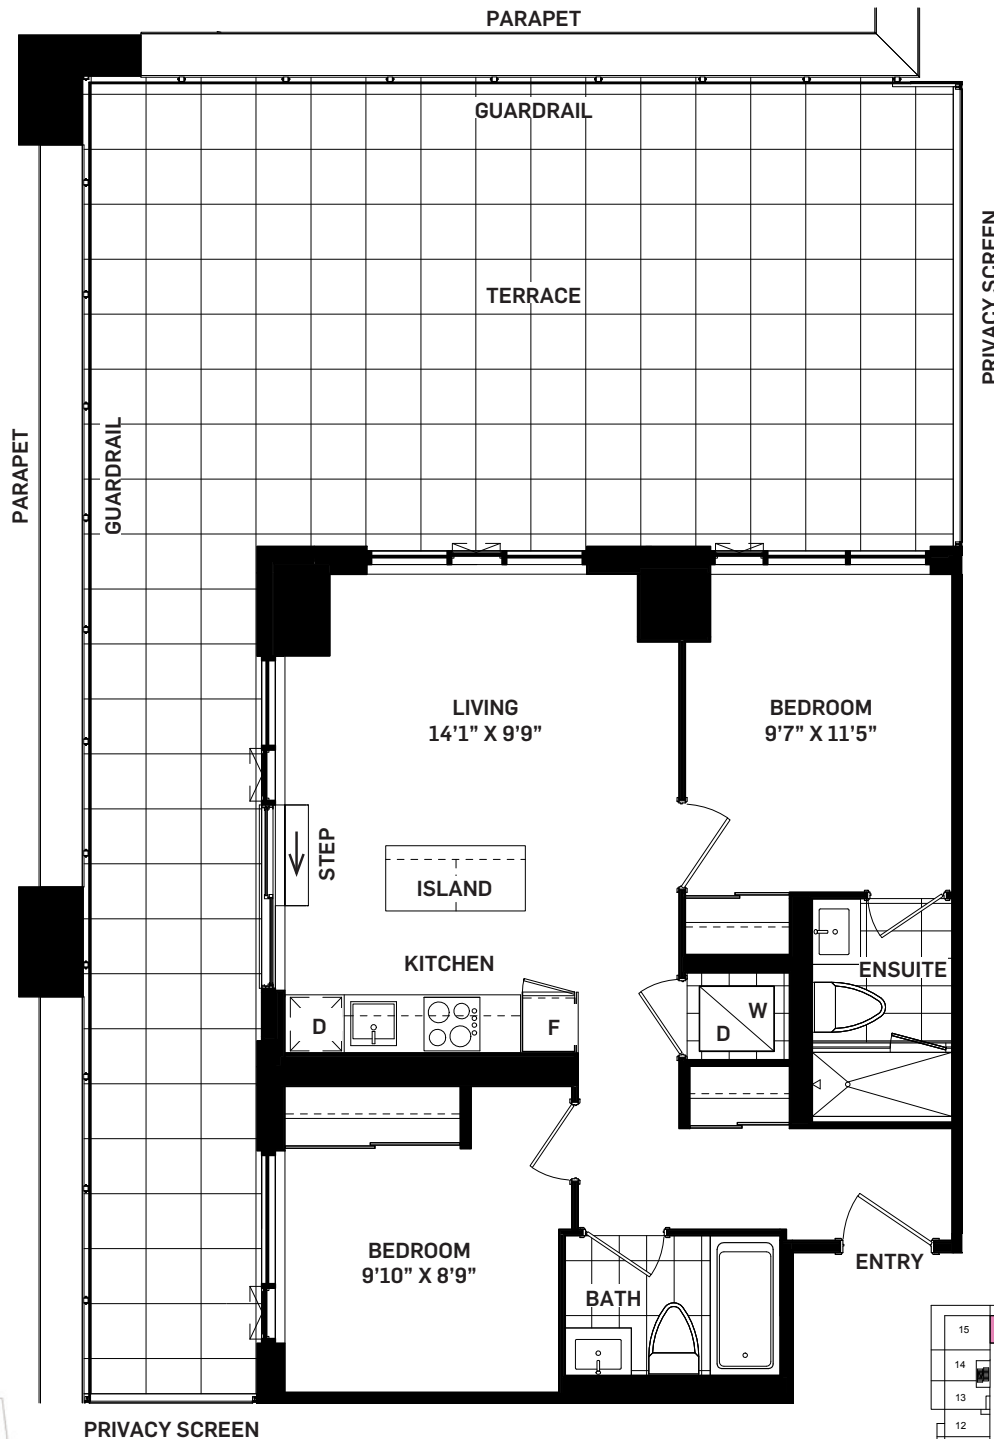 PARAPET
GUARDRAIL
PRIVACY SCREEN
TERRACE
PARAPET
GUARDRAIL
LIVING
14'1" X 9'9"
BEDROOM
9'7" X 11'5"
STEP
ISLAND
KITCHEN
ENSUITE
D
F
W
D
BEDROOM
9'10" X 8'9"
BATH
ENTRY
15
14
13
12
PRIVACY SCREEN